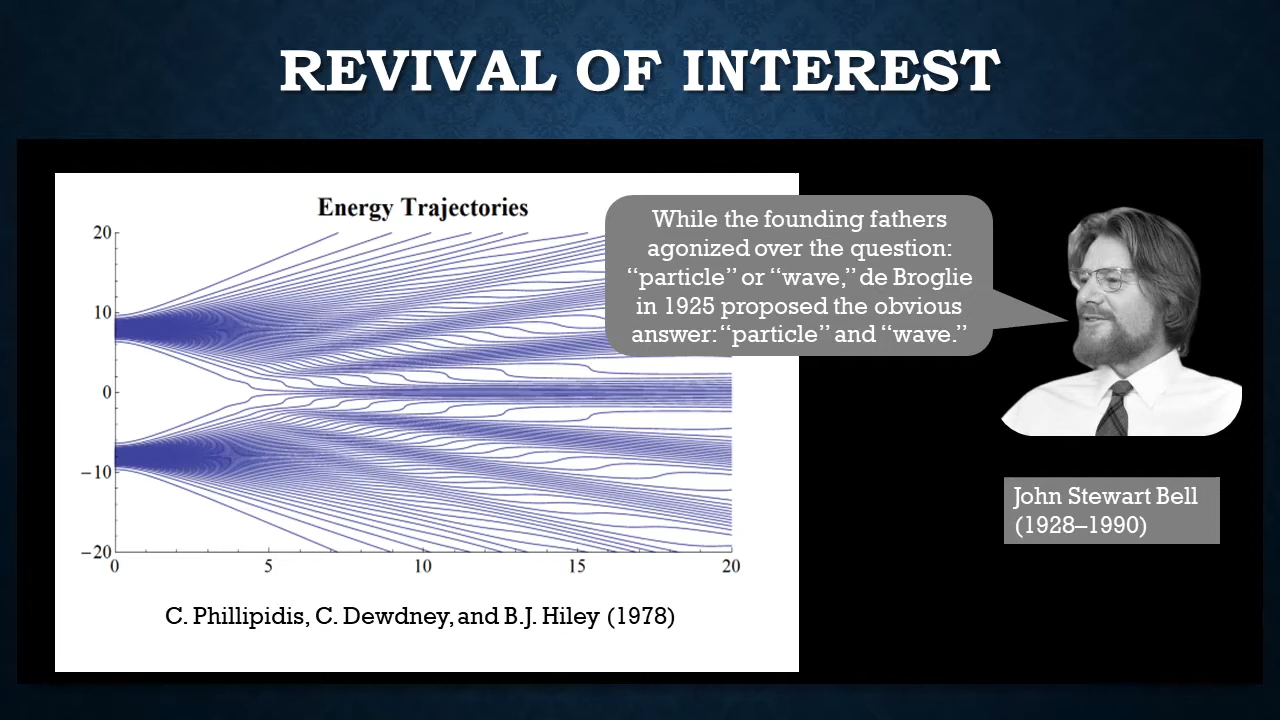 REVIVAL OF INTEREST
Energy Trajectories
20
10
0
−10
−20
0 5 10 15 20
C. Phillipidis, C. Dewdney, and B.J. Hiley (1978)
While the founding fathers
agonized over the question:
“particle” or “wave,” de Broglie
in 1925 proposed the obvious
answer: “particle” and “wave.”
John Stewart Bell
(1928–1990)